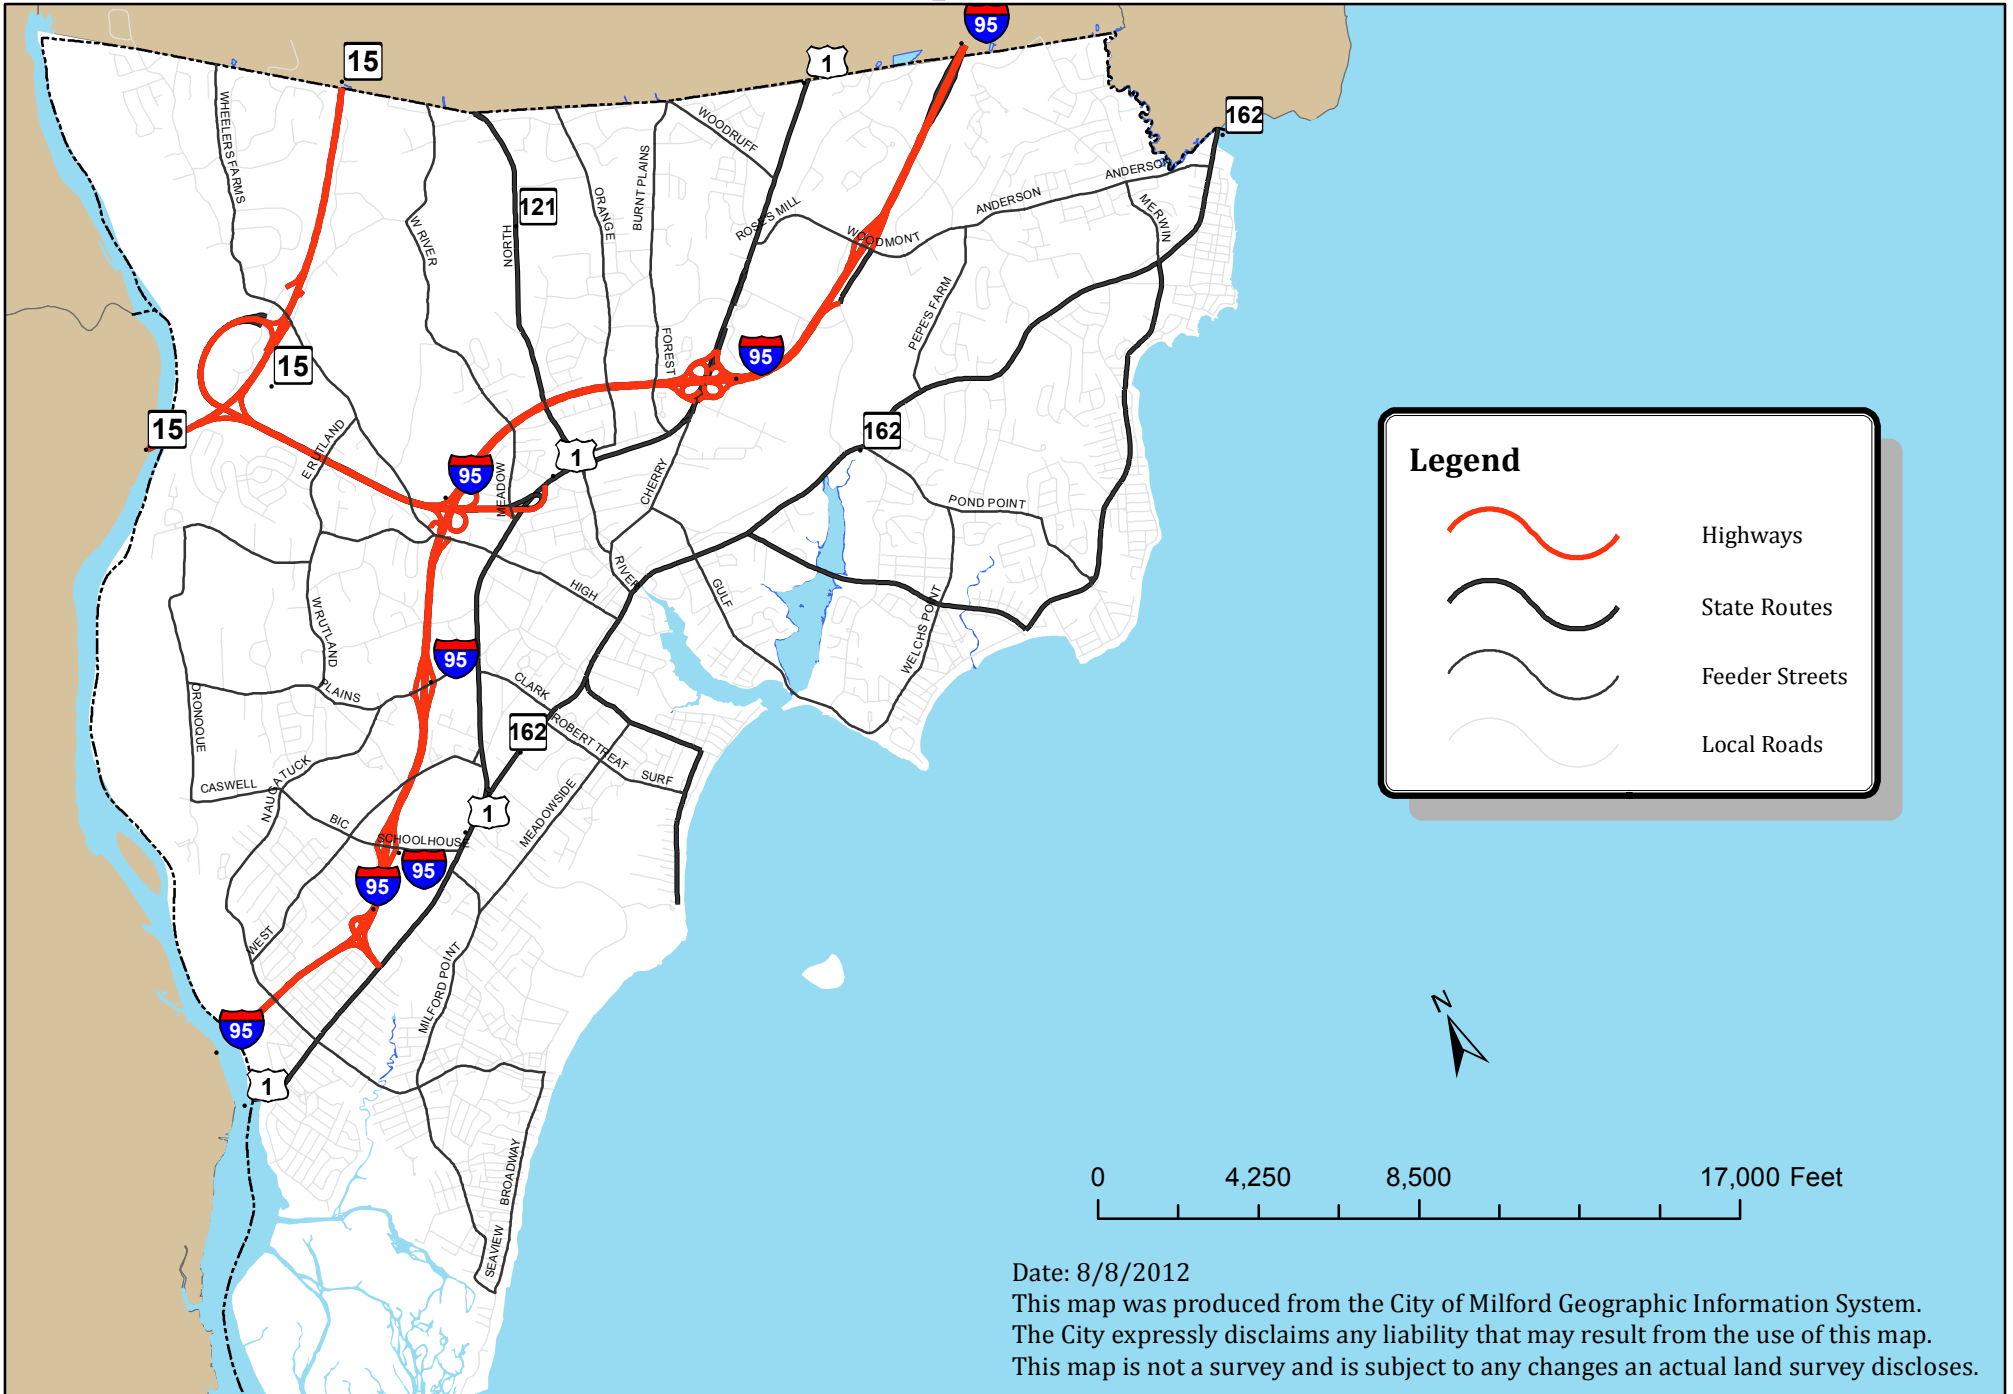 95
15
1
162
WHEELERS FARMS
WOODRUFF
BURNT PLAINS
ANDERSON
121
ORANGE
ANDERSON
MERWIN
ROSES MILL
W RIVER
NORTH
WOODMONT
PEPE'S FARM
FOREST
95
15
15
162
E RUTLAND
1
95
MEADOW
CHERRY
POND POINT
HIGH
RIVER
GULF
W RUTLAND
WELCHS POINT
95
PLAINS
CLARK
ORONOQUE
162
ROBERT TREAT
SURF
CASWELL
NAUGATUCK
MEADOWSIDE
1
BIC
SCHOOLHOUSE
95
95
WEST
MILFORD POINT
95
1
BROADWAY
SEAVIEW
Legend
Highways
State Routes
Feeder Streets
Local Roads
N
0 4,250 8,500 17,000 Feet
Date: 8/8/2012
This map was produced from the City of Milford Geographic Information System.
The City expressly disclaims any liability that may result from the use of this map.
This map is not a survey and is subject to any changes an actual land survey discloses.